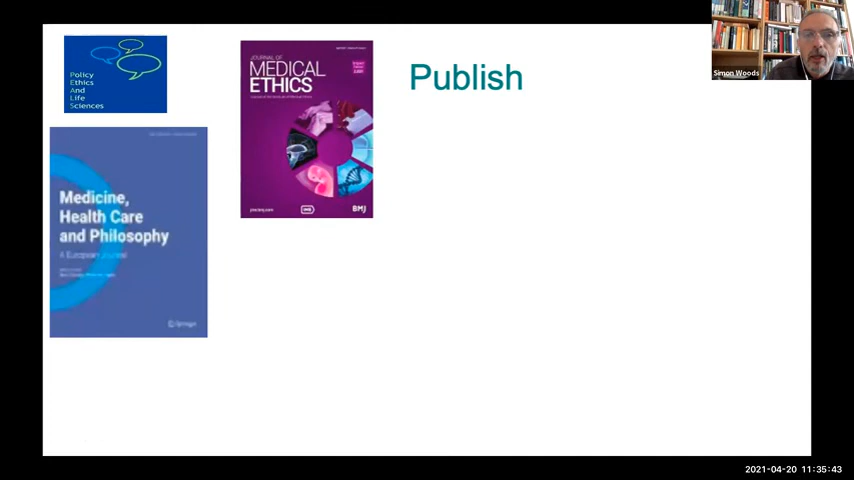 Policy
Ethics
And
Life
Sciences
JOURNAL OF
MEDICAL
ETHICS
BMJ
Publish
Simon Woods
Medicine,
Health Care
and Philosophy
A European Journal
Springer
2021-04-20 11:35:43